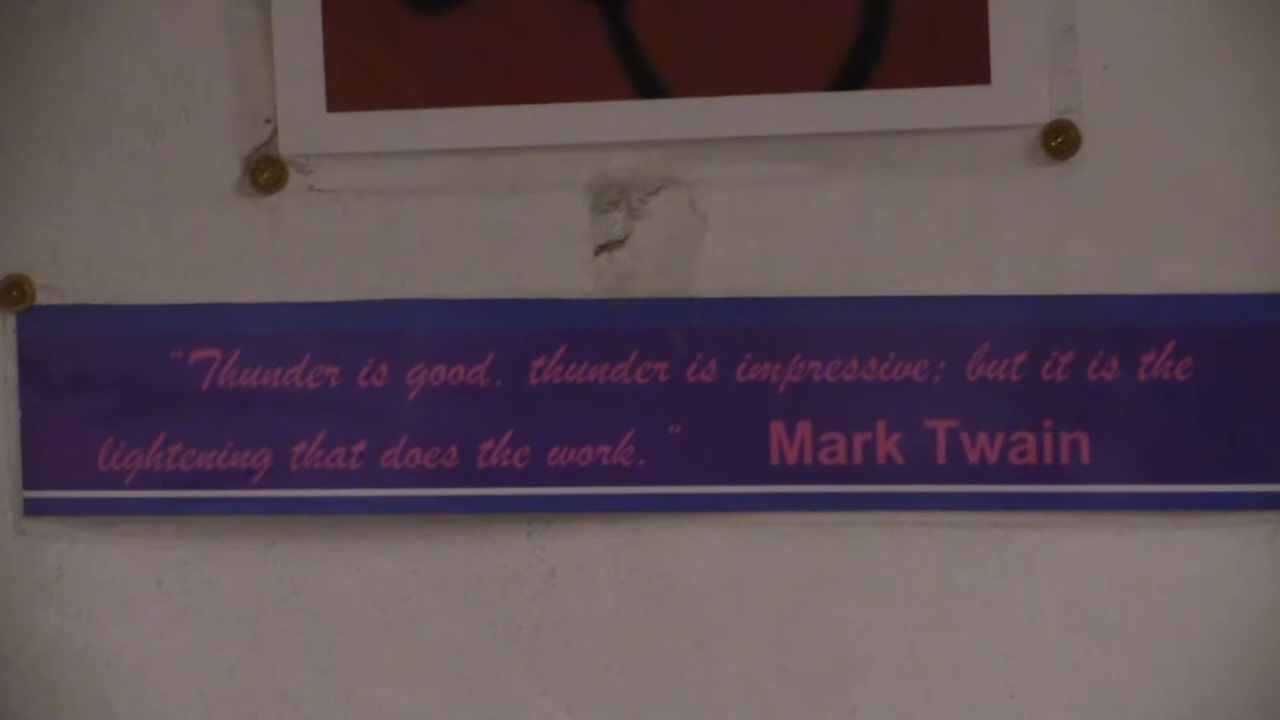 "Thunder is good, thunder is impressive; but it is the
lightening that does the work." Mark Twain